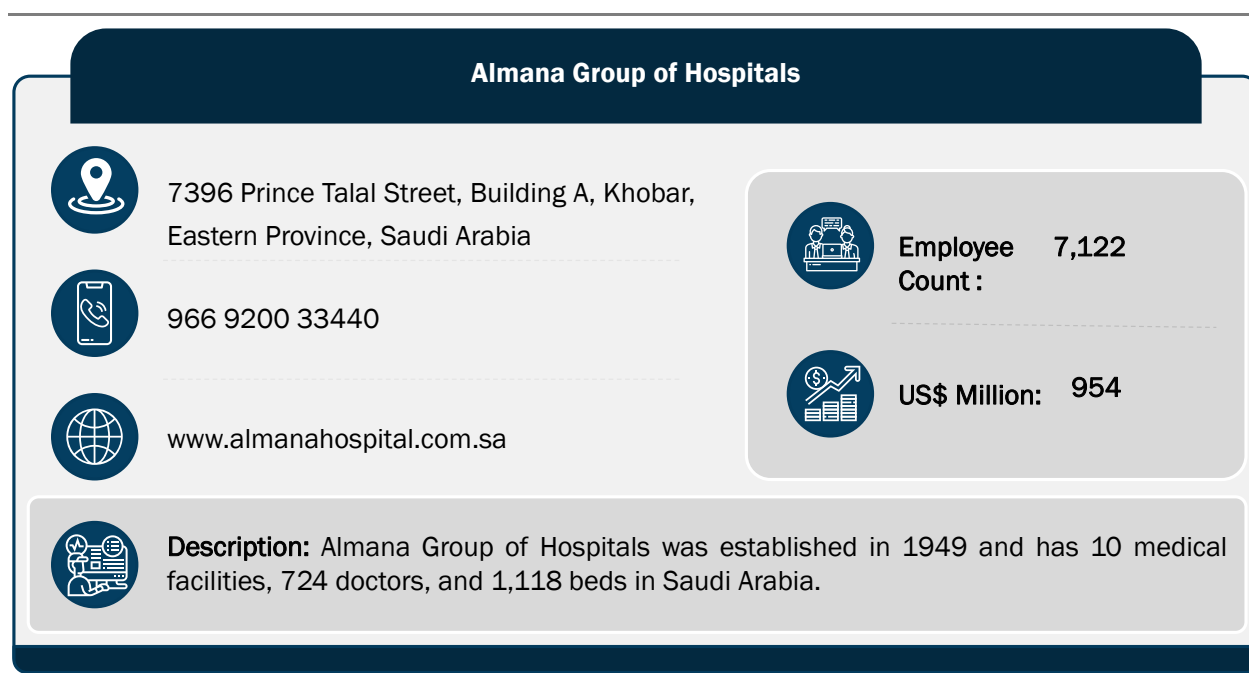 Almana Group of Hospitals
7396 Prince Talal Street, Building A, Khobar,
Eastern Province, Saudi Arabia
966 9200 33440
www.almanahospital.com.sa
Employee 7,122
Count :
US$ Million: 954
Description: Almana Group of Hospitals was established in 1949 and has 10 medical
facilities, 724 doctors, and 1,118 beds in Saudi Arabia.